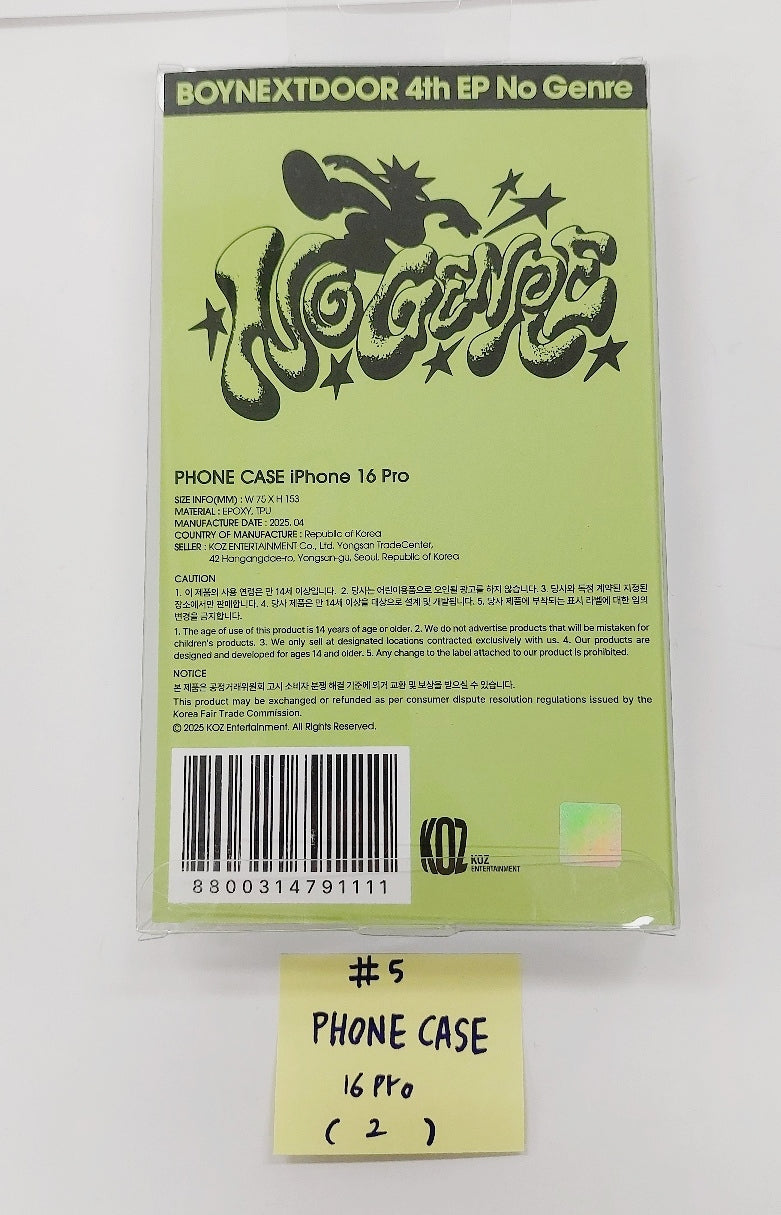 BOYNEXTDOOR 4th EP No Genre
NO GENRE
PHONE CASE iPhone 16 Pro
SIZE INFO(MM) : W 75 X H 153
MATERIAL : EPOXY, TPU
MANUFACTURE DATE : 2025. 04
COUNTRY OF MANUFACTURE : Republic of Korea
SELLER : KOZ ENTERTAINMENT Co., Ltd. Yongsan TradeCenter,
42 Hangangdae-ro, Yongsan-gu, Seoul, Republic of Korea
CAUTION
1. 이 제품의 사용 연령은 만 14세 이상입니다. 2. 당사는 어린이용품으로 오인될 광고를 하지 않습니다. 3. 당사와 독점 계약된 지정된
장소에서만 판매합니다. 4. 당사 제품은 만 14세 이상을 대상으로 설계 및 개발됩니다. 5. 당사 제품에 부착되는 표시 라벨에 대한 임의
변경을 금지합니다.
1. The age of use of this product is 14 years of age or older. 2. We do not advertise products that will be mistaken for
children's products. 3. We only sell at designated locations contracted exclusively with us. 4. Our products are
designed and developed for ages 14 and older. 5. Any change to the label attached to our product is prohibited.
NOTICE
본 제품은 공정거래위원회 고시 소비자 분쟁 해결 기준에 의거 교환 및 보상을 받으실 수 있습니다.
This product may be exchanged or refunded as per consumer dispute resolution regulations issued by the
Korea Fair Trade Commission.
© 2025 KOZ Entertainment. All Rights Reserved.
8800314791111
KOZ
KOZ
ENTERTAINMENT
#5
PHONE CASE
16 Pro
( 2 )